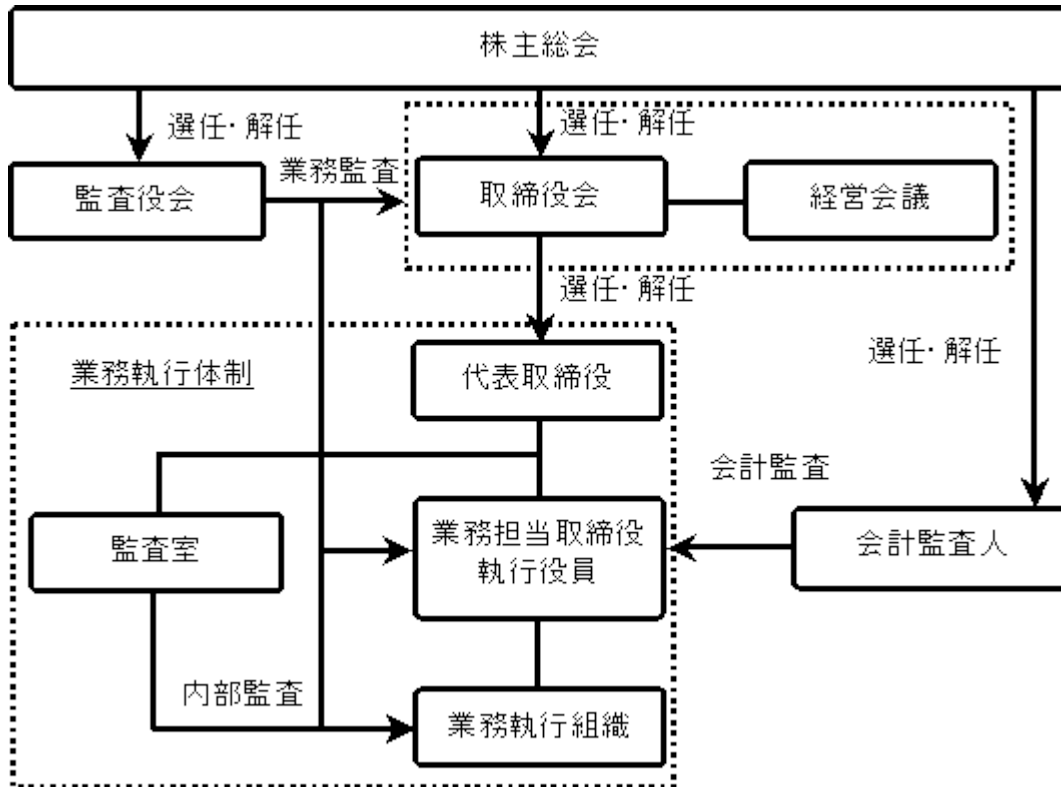 株主総会
選任・解任
選任・解任
監査役会
業務監査
取締役会
経営会議
選任・解任
業務執行体制
代表取締役
選任・解任
会計監査
監査室
業務担当取締役
執行役員
会計監査人
内部監査
業務執行組織